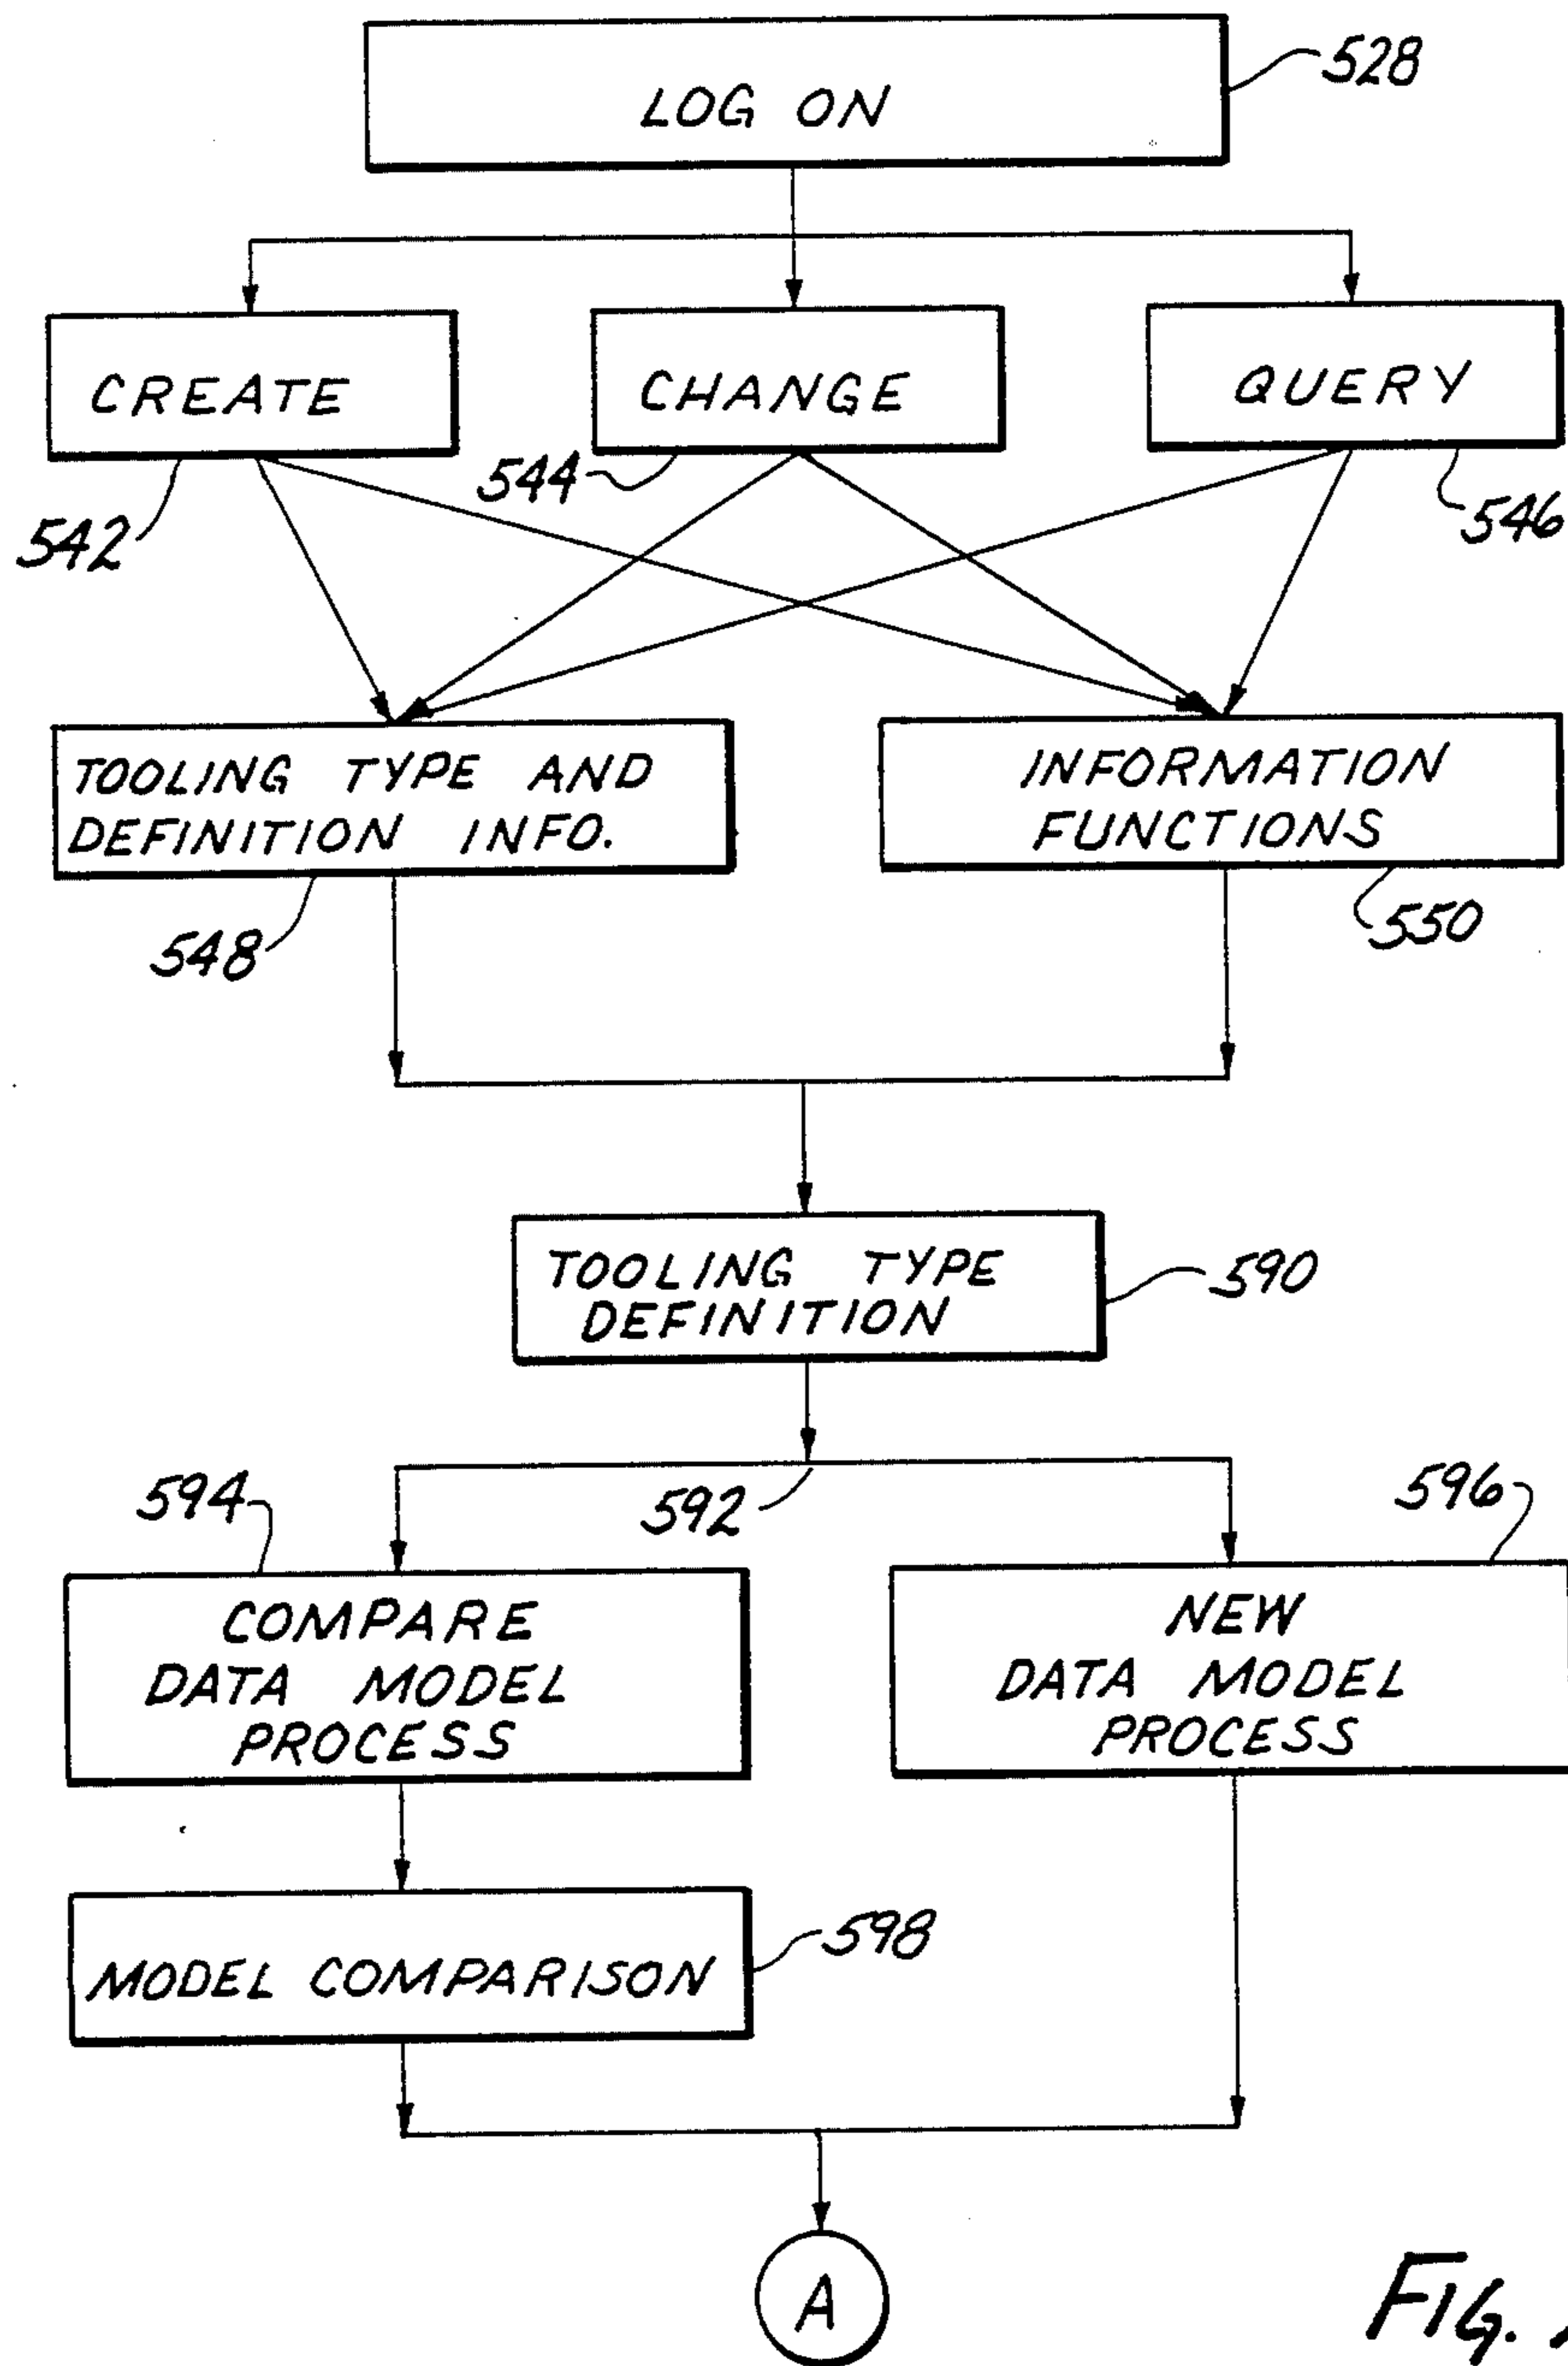 LOG ON
528
CREATE
CHANGE
QUERY
542
544
546
TOOLING TYPE AND
DEFINITION INFO.
INFORMATION
FUNCTIONS
548
550
TOOLING TYPE
DEFINITION
590
592
594
596
COMPARE
DATA MODEL
PROCESS
NEW
DATA MODEL
PROCESS
MODEL COMPARISON
598
A
FIG.